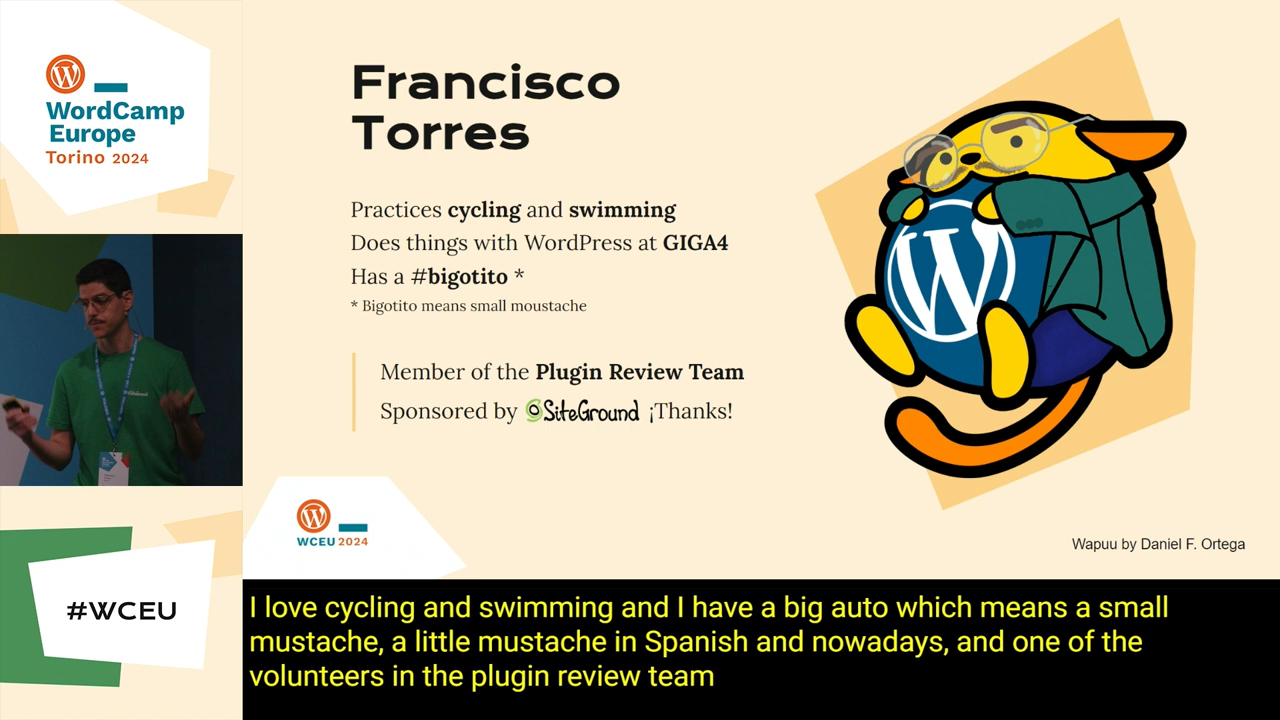 WordCamp
Europe
Torino 2024
Francisco
Torres
Practices cycling and swimming
Does things with WordPress at GIGA4
Has a #bigotito *
* Bigotito means small moustache
Member of the Plugin Review Team
Sponsored by SiteGround ¡Thanks!
WCEU 2024
Wapuu by Daniel F. Ortega
#WCEU
I love cycling and swimming and I have a big auto which means a small
mustache, a little mustache in Spanish and nowadays, and one of the
volunteers in the plugin review team